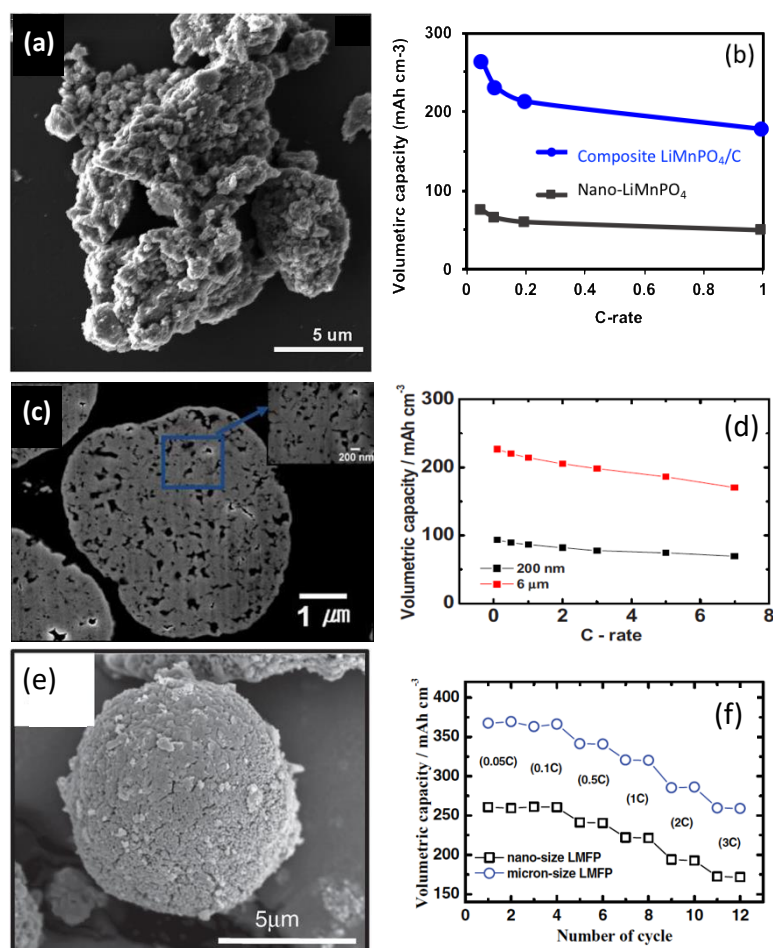 (a)
5 um
(b)
Volumetirc capacity (mAh cm-3)
300
200
100
0
Composite LiMnPO₄/C
Nano-LiMnPO₄
0 0.2 0.4 0.6 0.8 1
C-rate
(c)
200 nm
1 μm
(d)
Volumetric capacity / mAh cm⁻³
300
200
100
0
200 nm
6 μm
0 2 4 6 8
C - rate
(e)
5μm
(f)
Volumetric capacity / mAh cm⁻³
400
350
300
250
200
150
(0.05C)
(0.1C)
(0.5C)
(1C)
(2C)
(3C)
nano-size LMFP
micron-size LMFP
0 2 4 6 8 10 12
Number of cycle